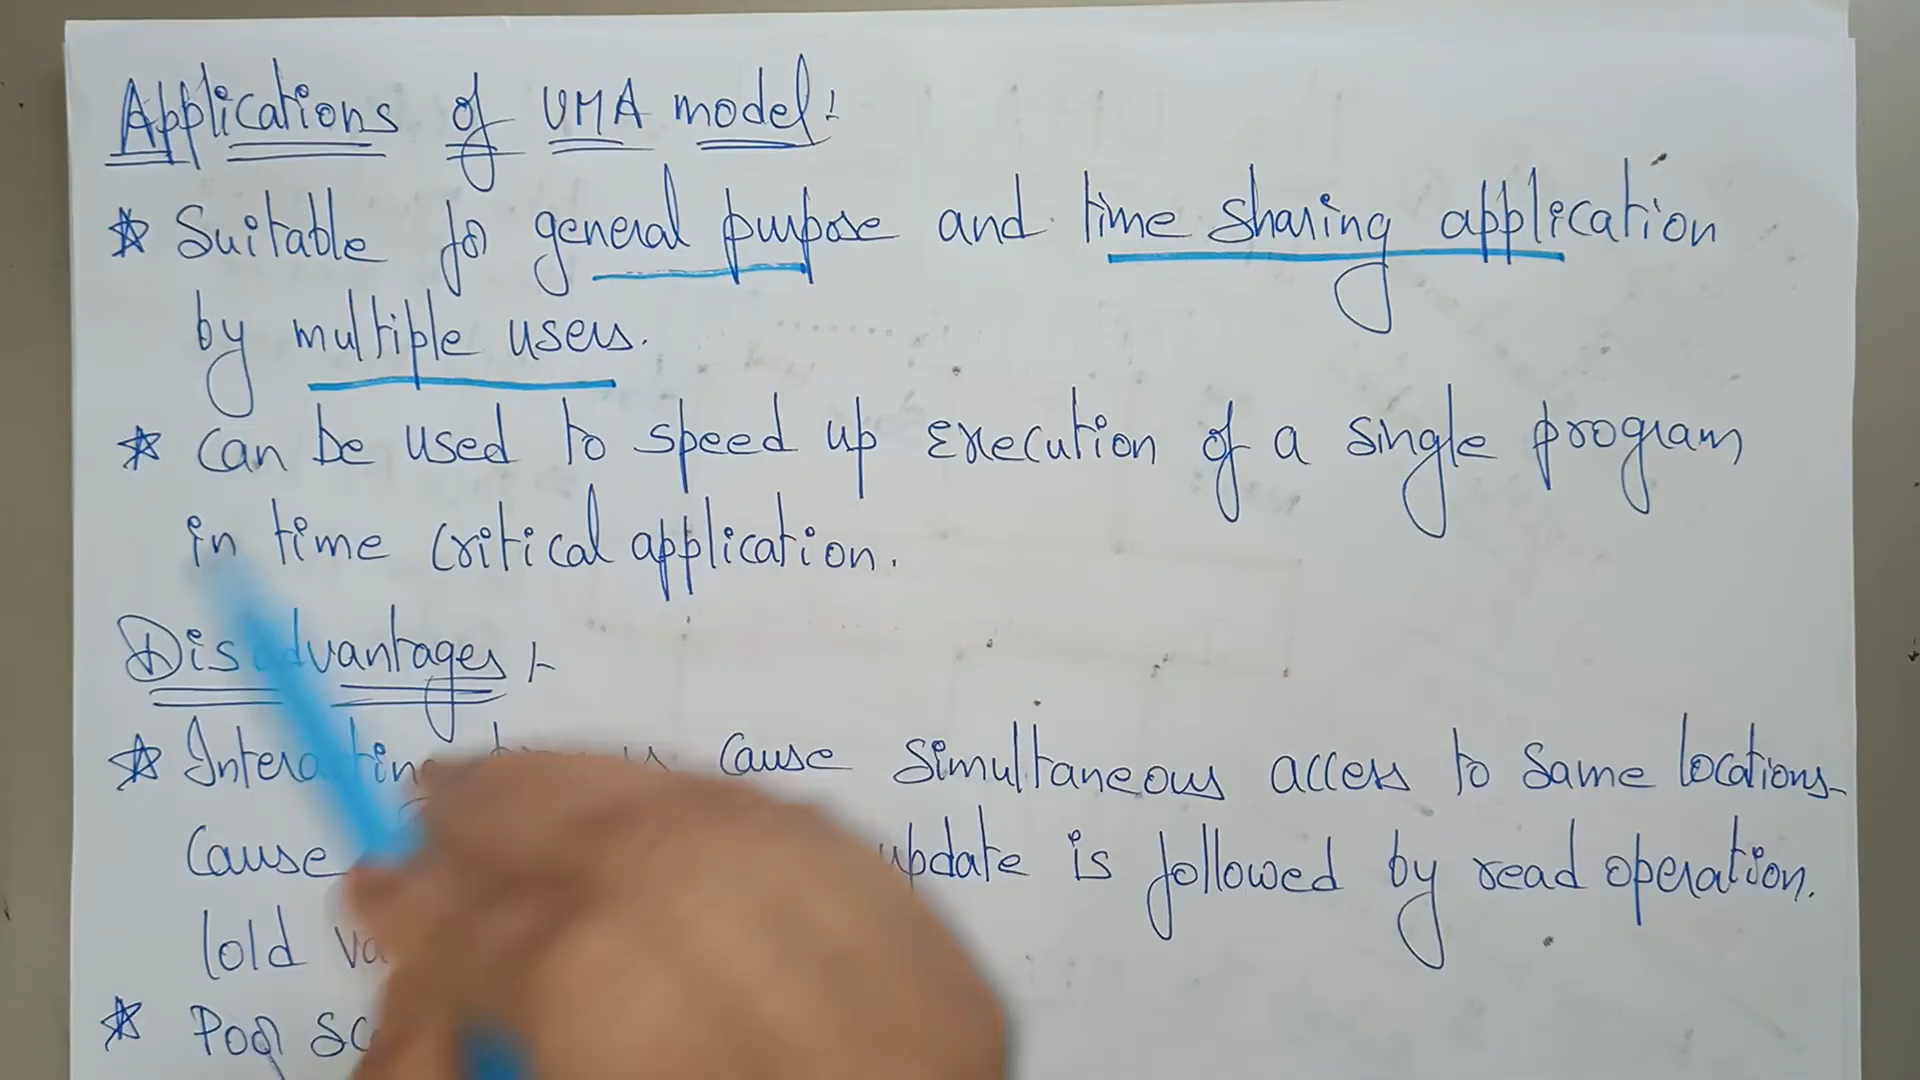 Applications of UMA model:
* Suitable for general purpose and time sharing application
by multiple users.
* can be used to speed up execution of a single program
in time critical application.
Disadvantages :-
* Interacting cause simultaneous access to same locations-
cause update is followed by read operation.
(old
* Poor